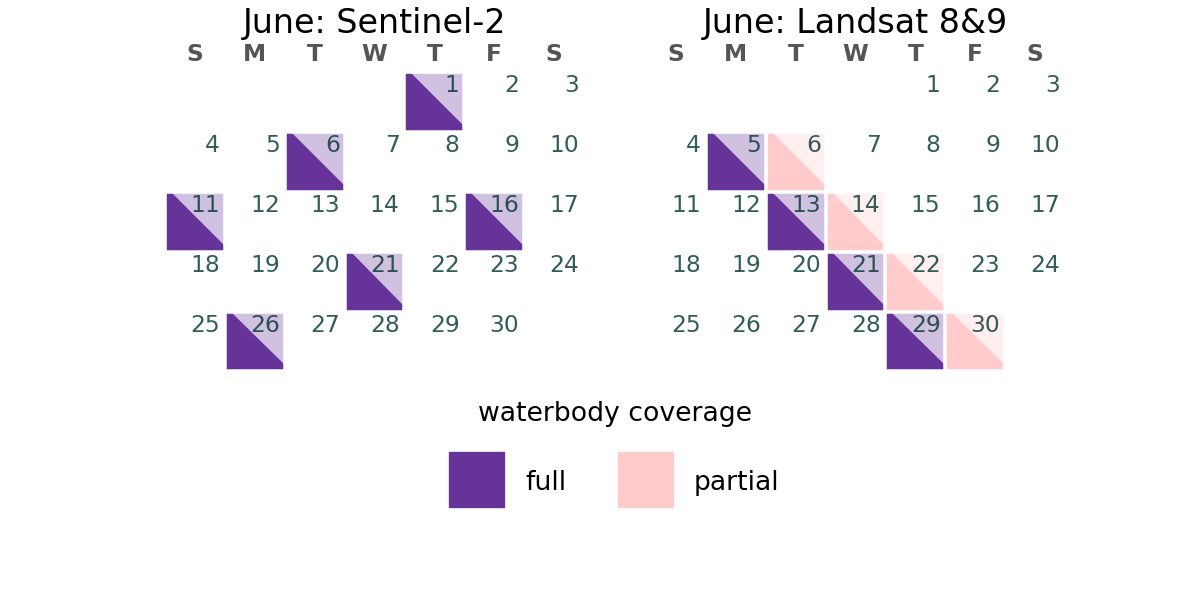 June: Sentinel-2
S M T W T F S
1 2 3
4 5 6 7 8 9 10
11 12 13 14 15 16 17
18 19 20 21 22 23 24
25 26 27 28 29 30
June: Landsat 8&9
S M T W T F S
1 2 3
4 5 6 7 8 9 10
11 12 13 14 15 16 17
18 19 20 21 22 23 24
25 26 27 28 29 30
waterbody coverage
full
partial